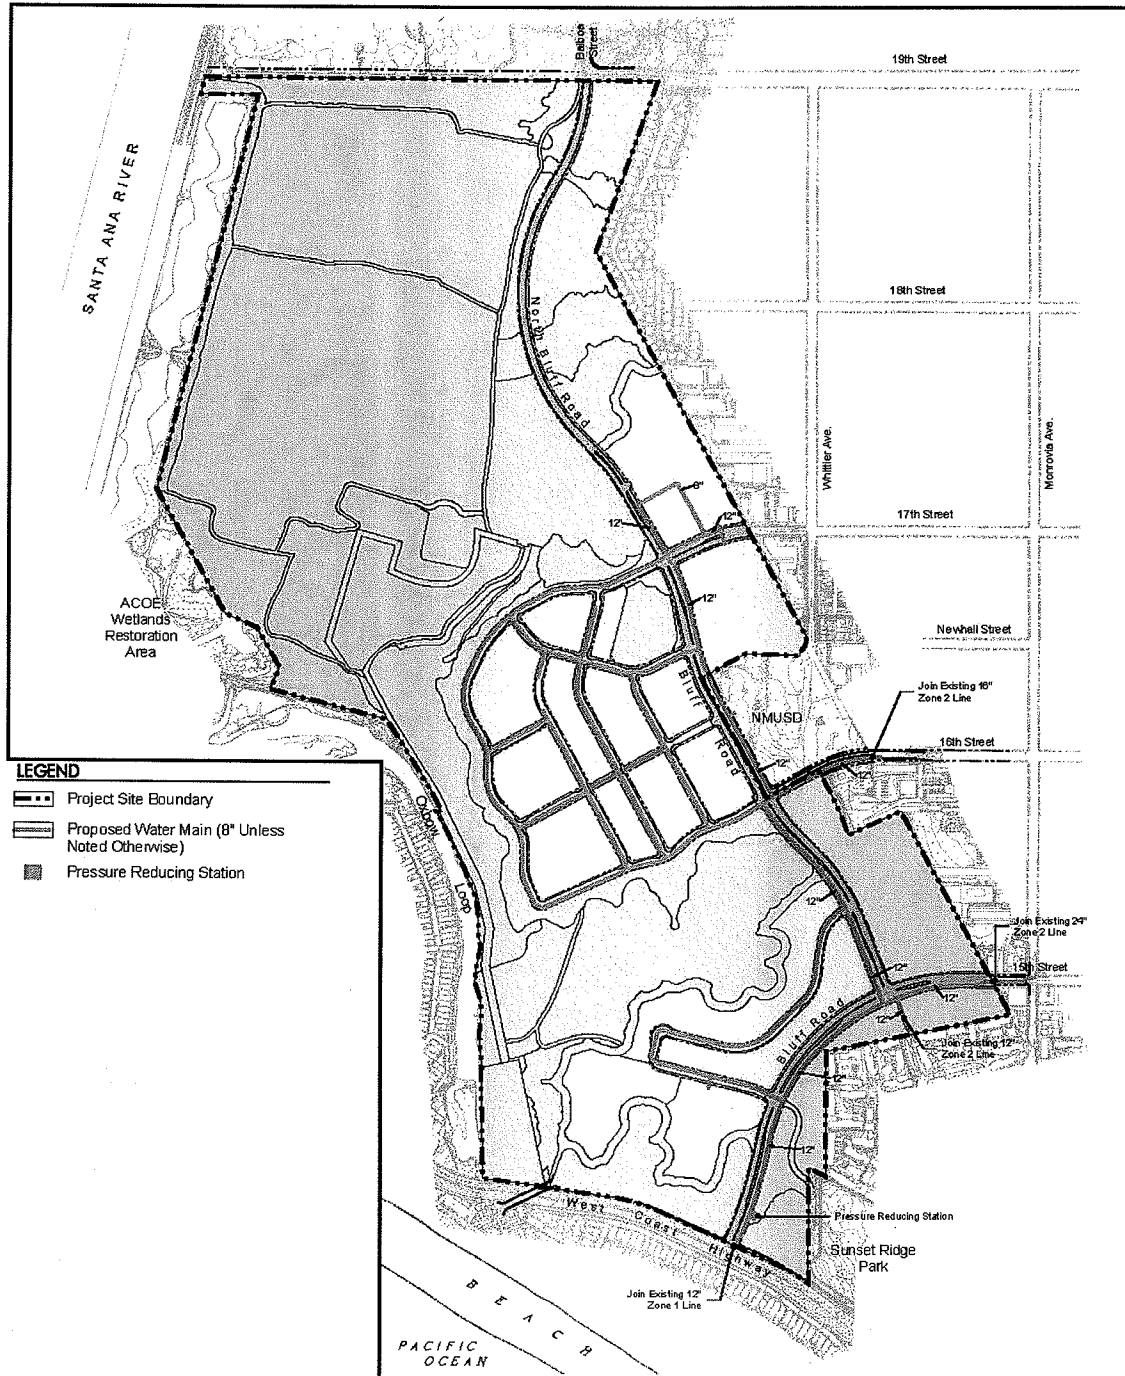 Balboa
Street
19th Street
SANTA ANA RIVER
18th Street
North Bluff Road
Whittier Ave.
Monrovia Ave.
8"
17th Street
12"
12"
ACOE
Wetlands
Restoration
Area
12"
Newhall Street
Join Existing 16"
Zone 2 Line
Bluff Road
NMUSD
16th Street
12"
12"
LEGEND
Project Site Boundary
Proposed Water Main (8" Unless
Noted Otherwise)
Pressure Reducing Station
Oxbow Loop
12"
Join Existing 24"
Zone 2 Line
12"
15th Street
12"
12"
Bluff Road
Join Existing 12"
Zone 2 Line
12"
12"
Pressure Reducing Station
West Coast Highway
Sunset Ridge
Park
Join Existing 12"
Zone 1 Line
BEACH
PACIFIC
OCEAN